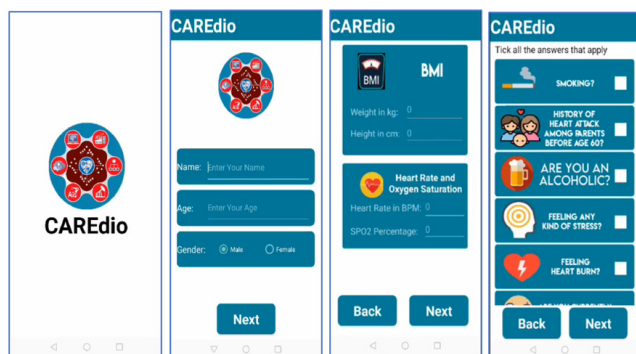 CAREdio
CAREdio
Name: Enter Your Name
Age: Enter Your Age
Gender: Male Female
Next
CAREdio
BMI
BMI
Weight in kg: 0
Height in cm: 0
Heart Rate and
Oxygen Saturation
Heart Rate in BPM: 0
SPO2 Percentage: 0
Back Next
CAREdio
Tick all the answers that apply
SMOKING?
HISTORY OF
HEART ATTACK
AMONG PARENTS
BEFORE AGE 60?
ARE YOU AN
ALCOHOLIC?
FEELING ANY
KIND OF STRESS?
FEELING
HEART BURN?
Back Next